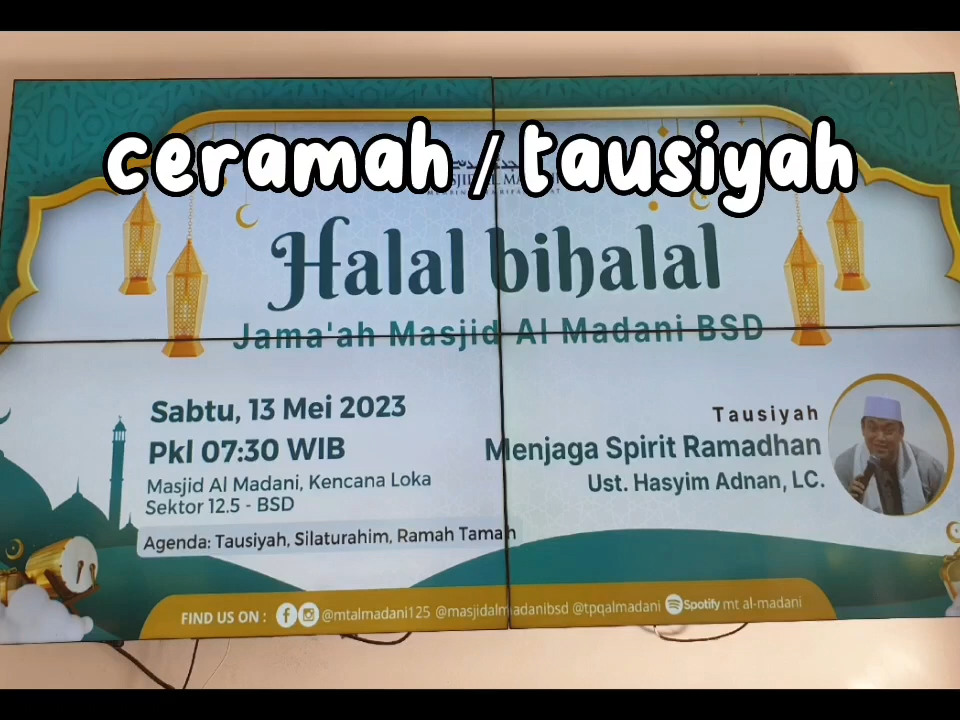 ceramah / tausiyah
Halal bihalal
Jama'ah Masjid Al Madani BSD
Sabtu, 13 Mei 2023
Pkl 07:30 WIB
Masjid Al Madani, Kencana Loka
Sektor 12.5 - BSD
Agenda: Tausiyah, Silaturahim, Ramah Tamah
Tausiyah
Menjaga Spirit Ramadhan
Ust. Hasyim Adnan, LC.
FIND US ON : @mtalmadani125 @masjidalmadanibsd @tpqalmadani Spotify mt al-madani